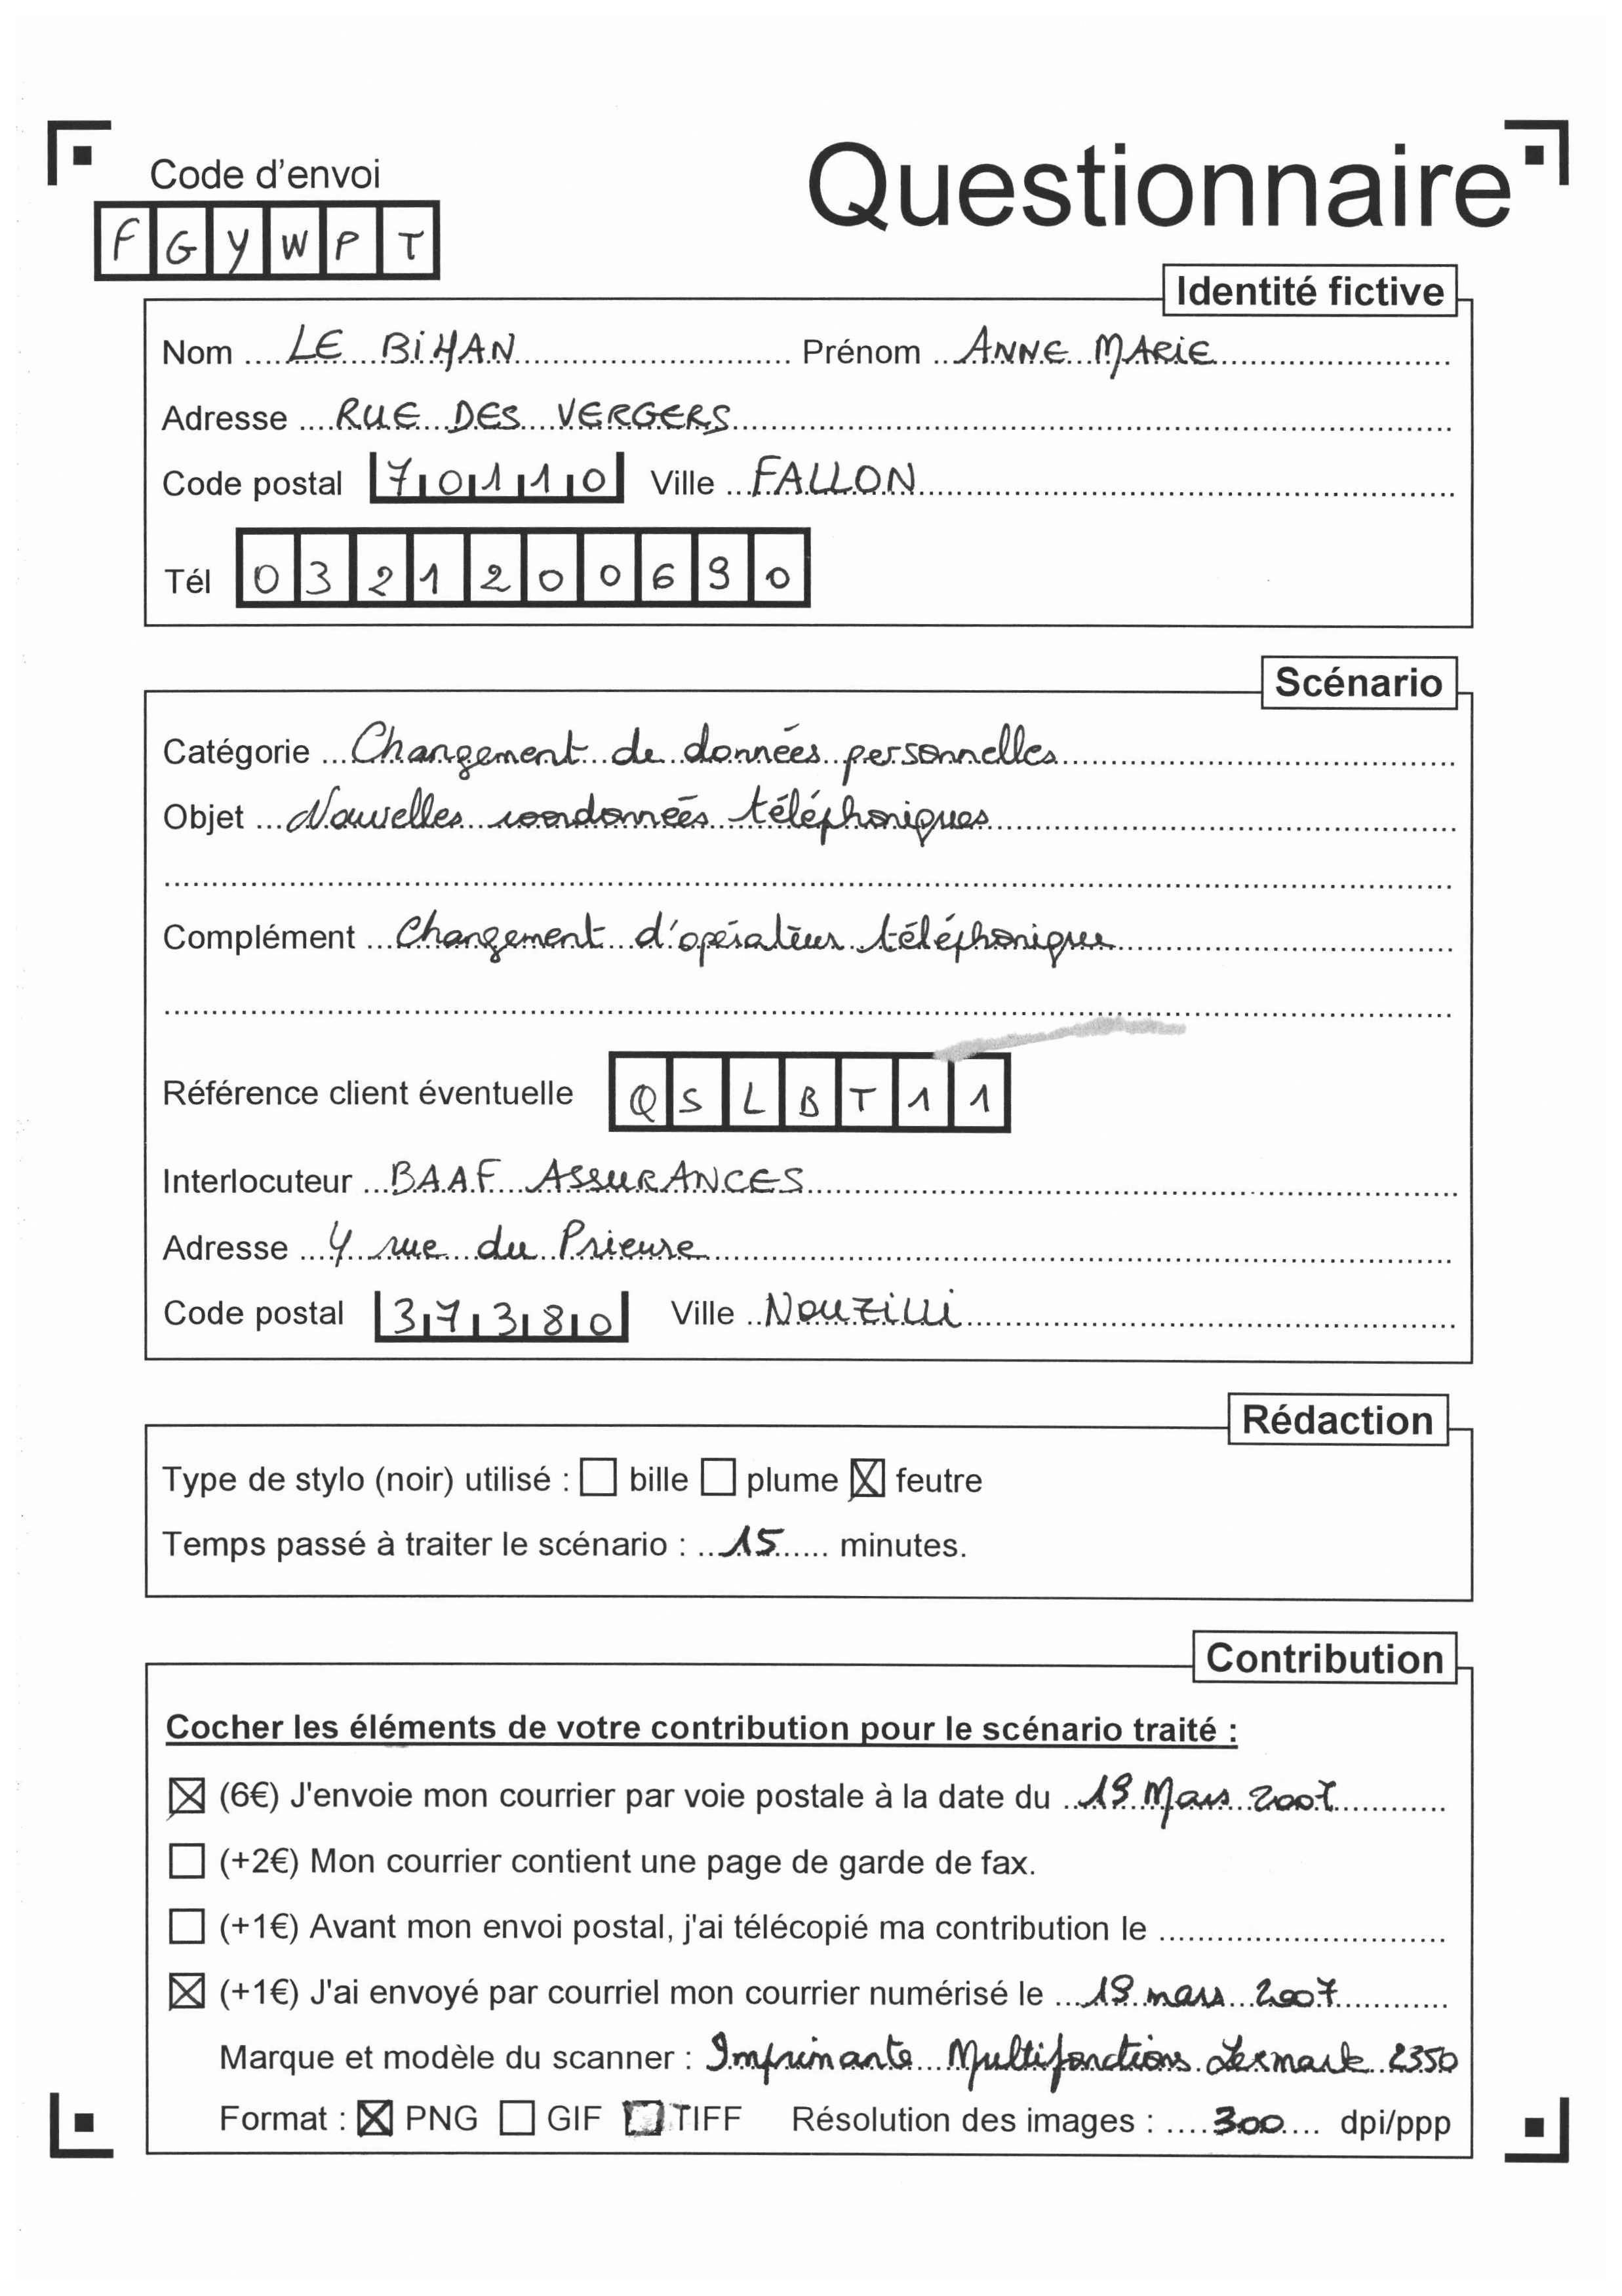 Code d'envoi
Questionnaire
F G Y W P T
Identité fictive
Nom LE BIHAN Prénom ANNE MARIE
Adresse RUE DES VERGERS
Code postal 70110 Ville FALLON
Tél 0321200690
Scénario
Catégorie Changement de données personnelles
Objet Nouvelles coordonnées téléphoniques
Complément Changement d'opérateur téléphonique
Référence client éventuelle QSLBT11
Interlocuteur BAAF ASSURANCES
Adresse 4 rue du Prieure
Code postal 37380 Ville Nouzilli
Rédaction
Type de stylo (noir) utilisé : ☐ bille ☐ plume ☒ feutre
Temps passé à traiter le scénario : 15 minutes.
Contribution
Cocher les éléments de votre contribution pour le scénario traité :
☒ (6€) J'envoie mon courrier par voie postale à la date du 19 Mars 2007
☐ (+2€) Mon courrier contient une page de garde de fax.
☐ (+1€) Avant mon envoi postal, j'ai télécopié ma contribution le
☒ (+1€) J'ai envoyé par courriel mon courrier numérisé le 19 mars 2007
Marque et modèle du scanner : Imprimante Multifonctions Lexmark 2350
Format : ☒ PNG ☐ GIF ☐ TIFF Résolution des images : 300 dpi/ppp